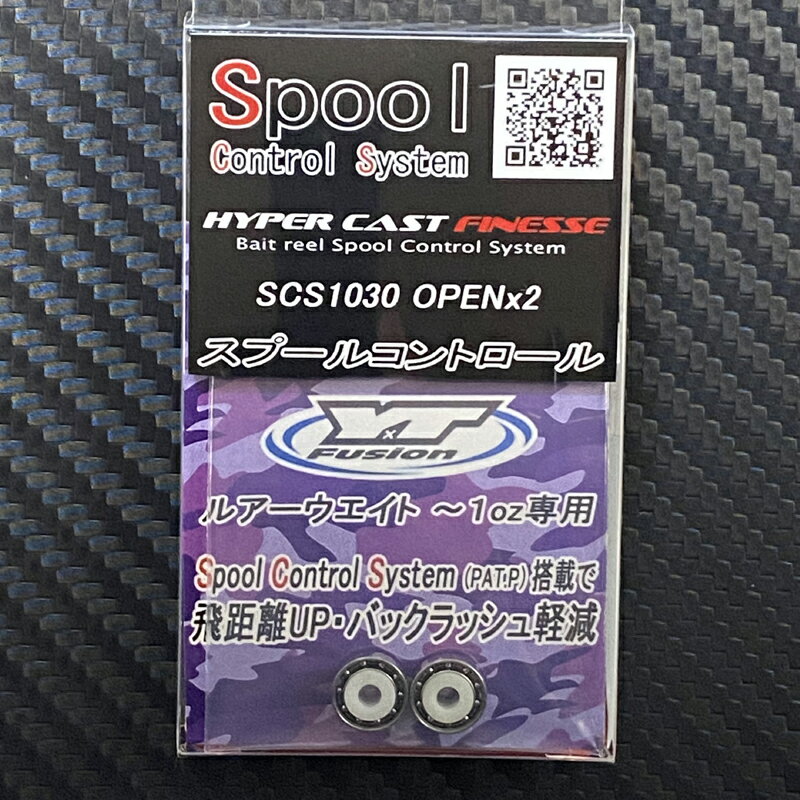 Spool
Control System
HYPER CAST FINESSE
Bait reel Spool Control System
SCS1030 OPENx2
スプールコントロール
YxT
Fusion
ルアーウエイト ～1oz専用
Spool Control System (PAT.P) 搭載で
飛距離UP・バックラッシュ軽減